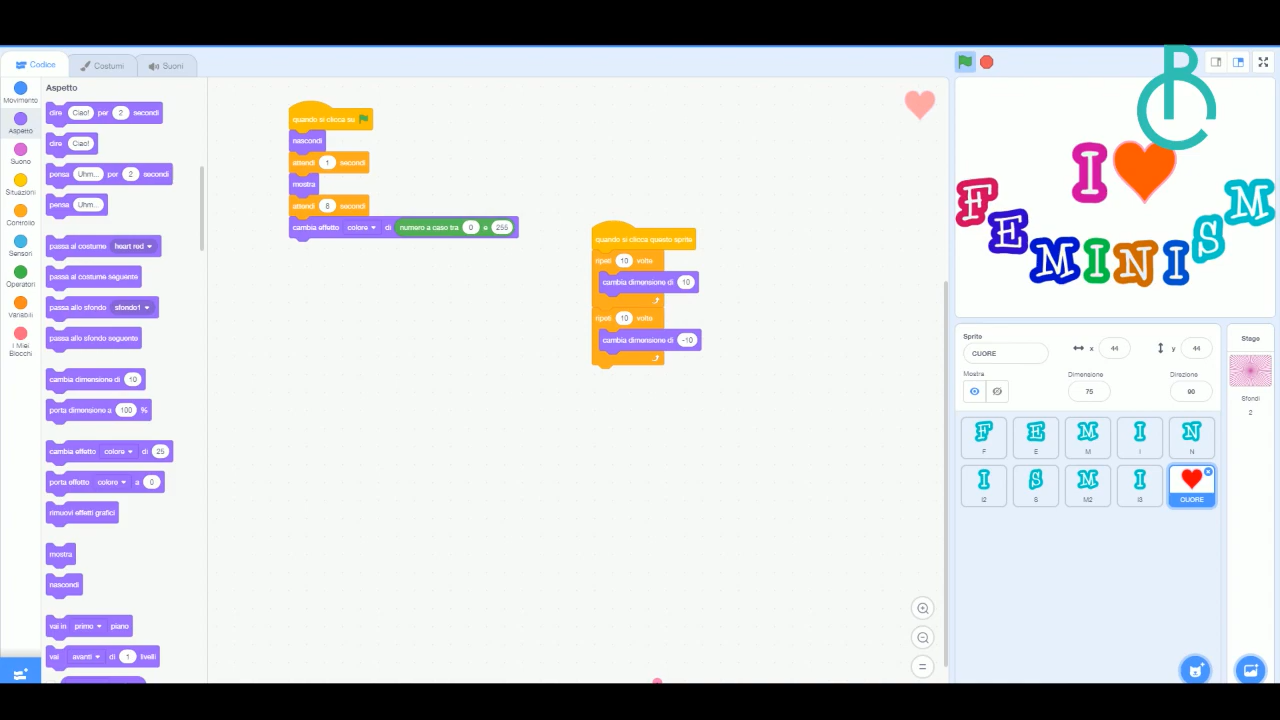 Codice Costumi Suoni
Movimento
Aspetto
Suono
Situazioni
Controllo
Sensori
Operatori
Variabili
I Miei
Blocchi
Aspetto
dire Ciao! per 2 secondi
dire Ciao!
pensa Uhm... per 2 secondi
pensa Uhm...
passa al costume heart red
passa al costume seguente
passa allo sfondo sfondo1
passa allo sfondo seguente
cambia dimensione di 10
porta dimensione a 100 %
cambia effetto colore di 25
porta effetto colore a 0
rimuovi effetti grafici
mostra
nascondi
vai in primo piano
vai avanti di 1 livelli
quando si clicca su
nascondi
attendi 1 secondi
mostra
attendi 8 secondi
cambia effetto colore di numero a caso tra 0 e 255
quando si clicca questo sprite
ripeti 10 volte
cambia dimensione di 10
ripeti 10 volte
cambia dimensione di -10
I
FEMINISM
Sprite
CUORE
x 44
y 44
Mostra
Dimensione
75
Direzione
90
F E M I N
I2 S M2 I3 CUORE
Stage
Sfondi
2